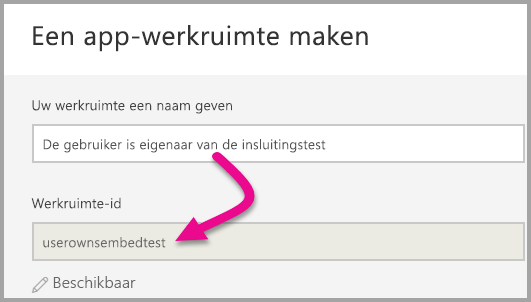 Een app-werkruimte maken
Uw werkruimte een naam geven
De gebruiker is eigenaar van de insluitingstest
Werkruimte-id
userownsembedtest
Beschikbaar